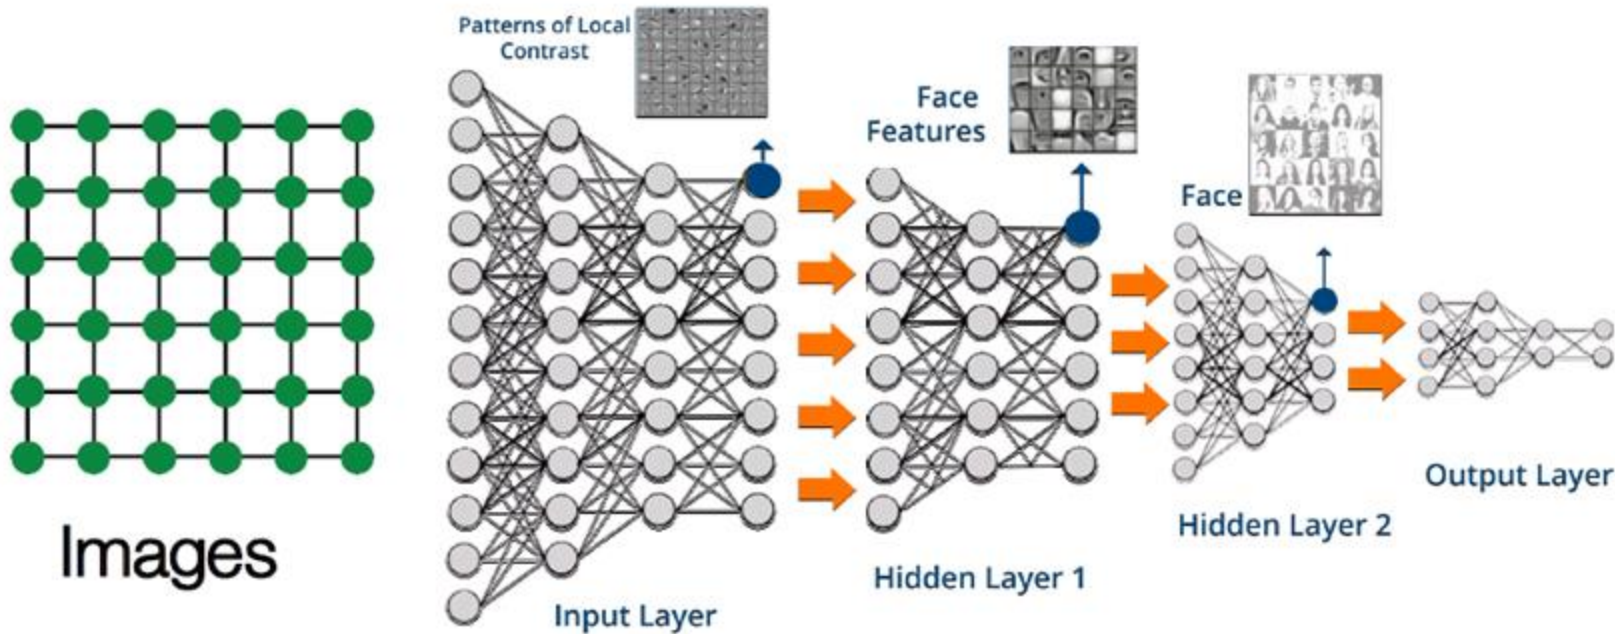 Patterns of Local
Contrast
Face
Features
Face
Images
Input Layer
Hidden Layer 1
Hidden Layer 2
Output Layer